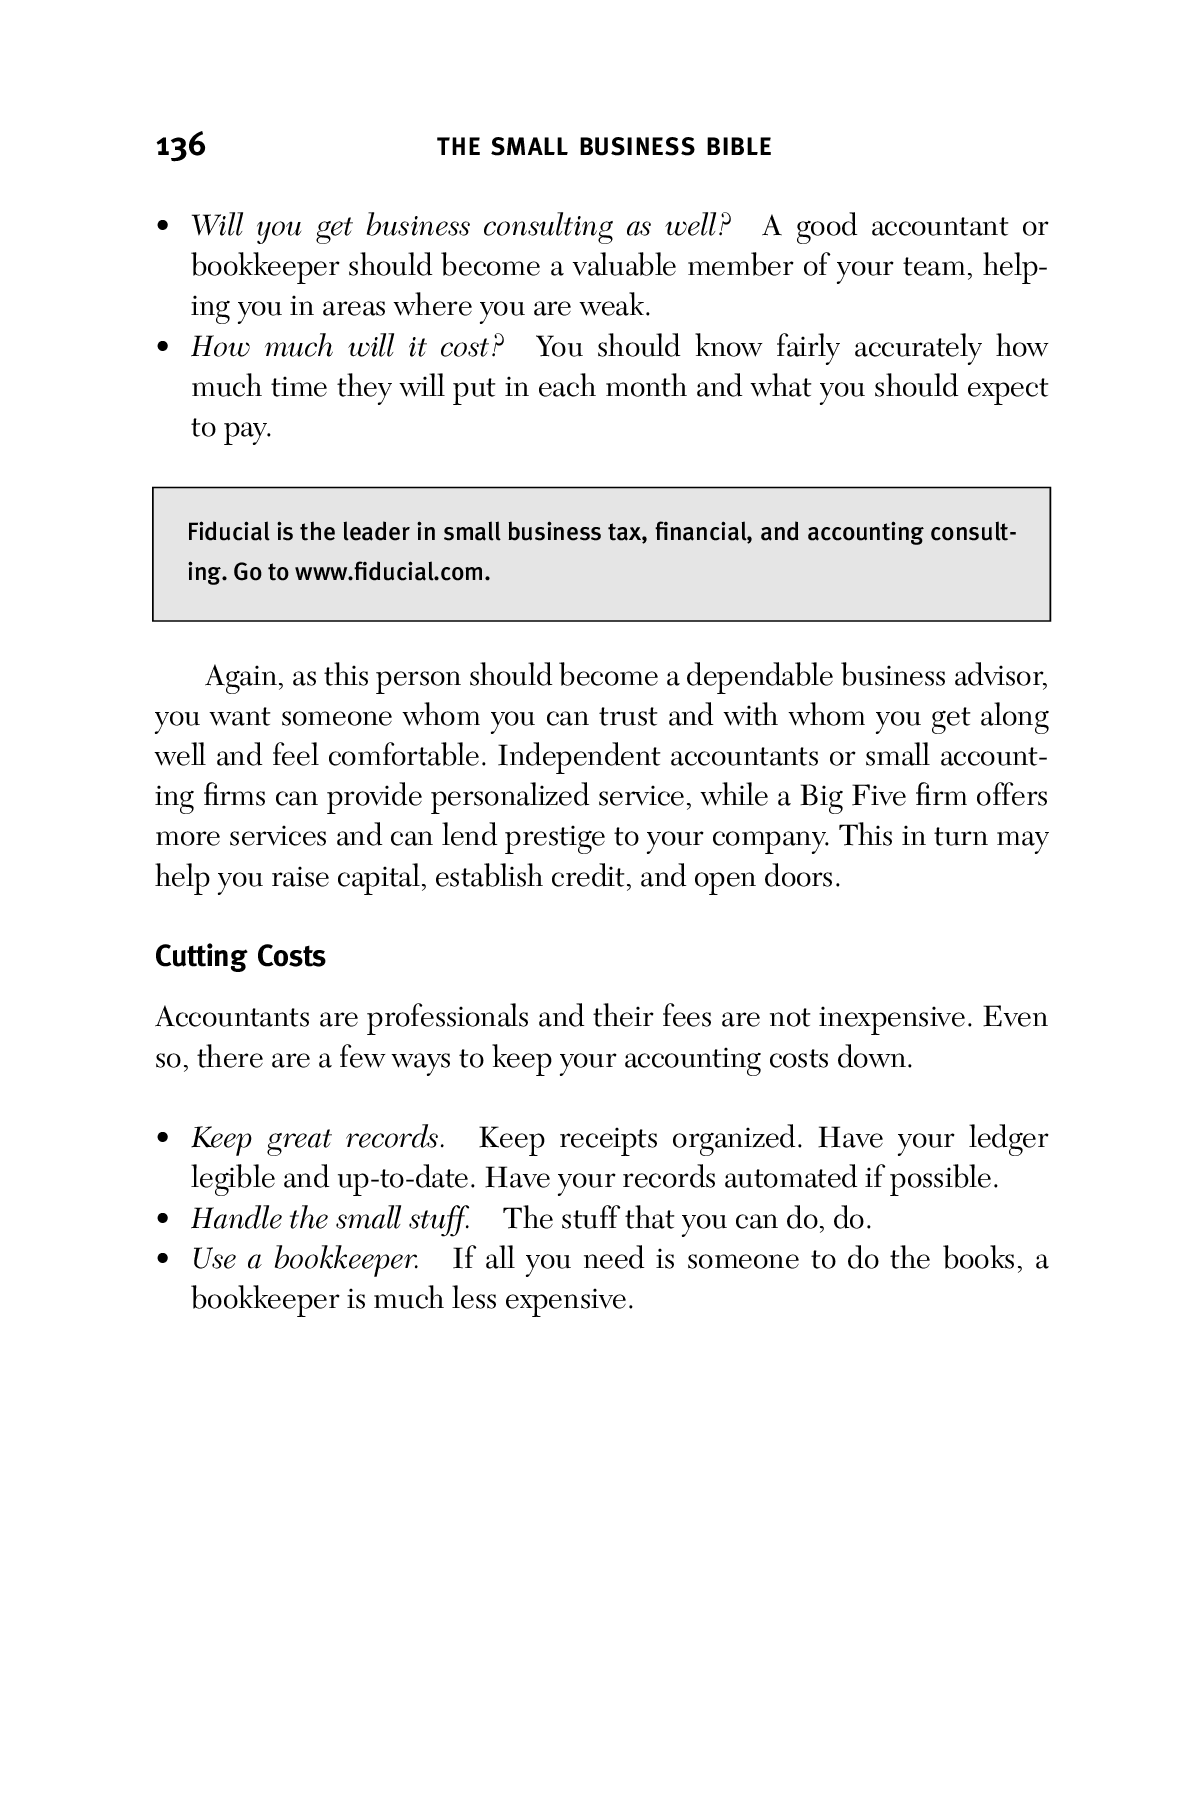 136 THE SMALL BUSINESS BIBLE
• Will you get business consulting as well? A good accountant or
bookkeeper should become a valuable member of your team, help-
ing you in areas where you are weak.
• How much will it cost? You should know fairly accurately how
much time they will put in each month and what you should expect
to pay.
Fiducial is the leader in small business tax, financial, and accounting consult-
ing. Go to www.fiducial.com.
Again, as this person should become a dependable business advisor,
you want someone whom you can trust and with whom you get along
well and feel comfortable. Independent accountants or small account-
ing firms can provide personalized service, while a Big Five firm offers
more services and can lend prestige to your company. This in turn may
help you raise capital, establish credit, and open doors.
Cutting Costs
Accountants are professionals and their fees are not inexpensive. Even
so, there are a few ways to keep your accounting costs down.
• Keep great records. Keep receipts organized. Have your ledger
legible and up-to-date. Have your records automated if possible.
• Handle the small stuff. The stuff that you can do, do.
• Use a bookkeeper. If all you need is someone to do the books, a
bookkeeper is much less expensive.